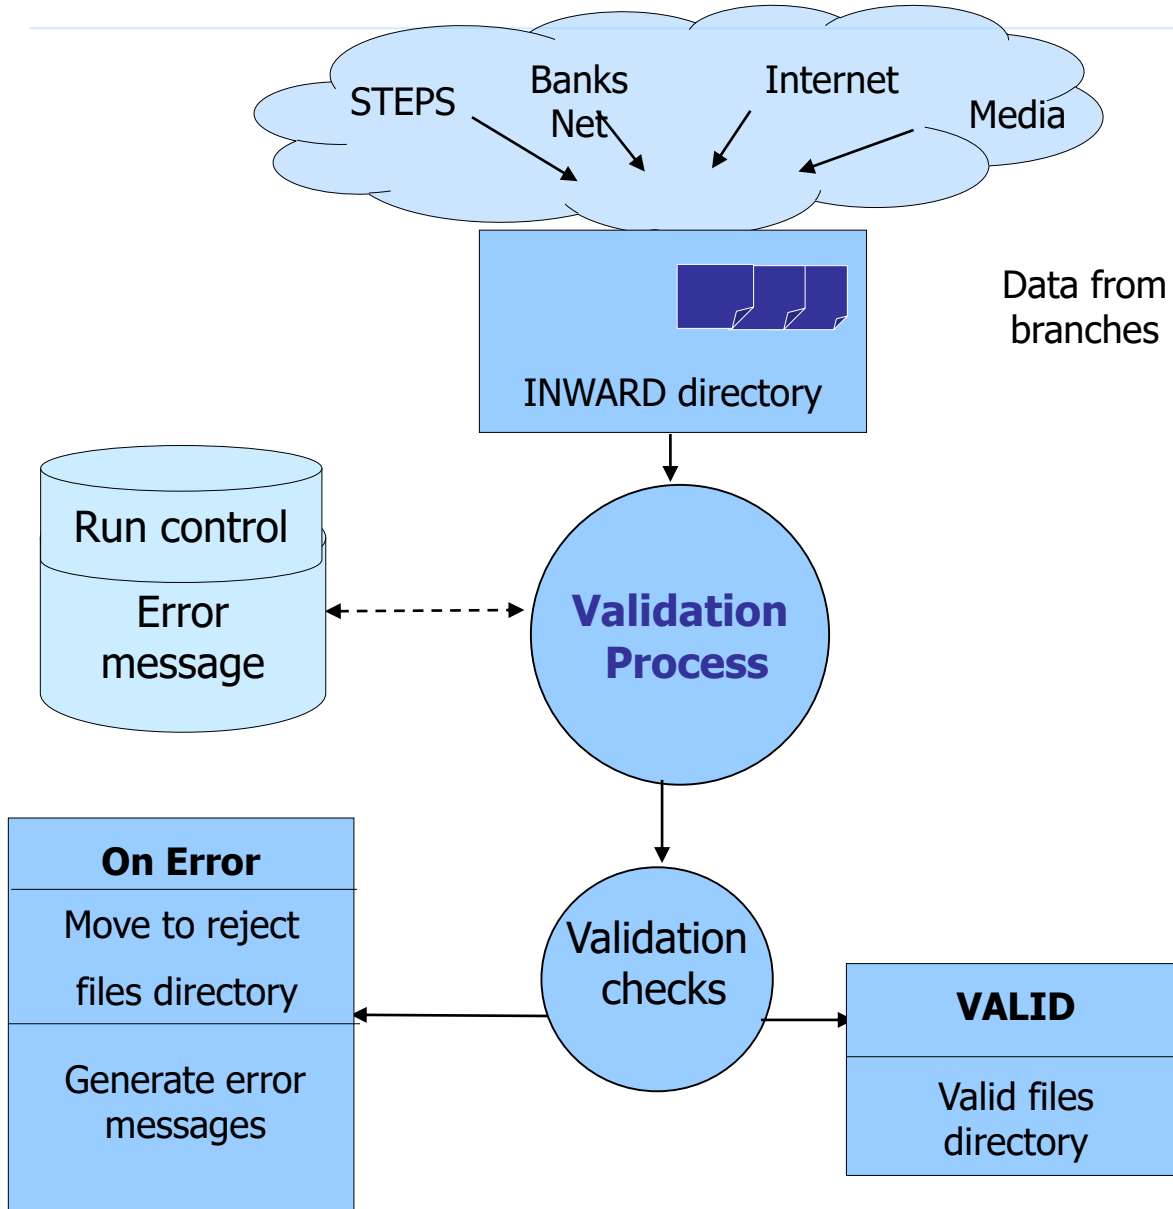 STEPS
Banks
Net
Internet
Media
Data from
branches
INWARD directory
Run control
Error
message
Validation
Process
On Error
Move to reject
files directory
Generate error
messages
Validation
checks
VALID
Valid files
directory